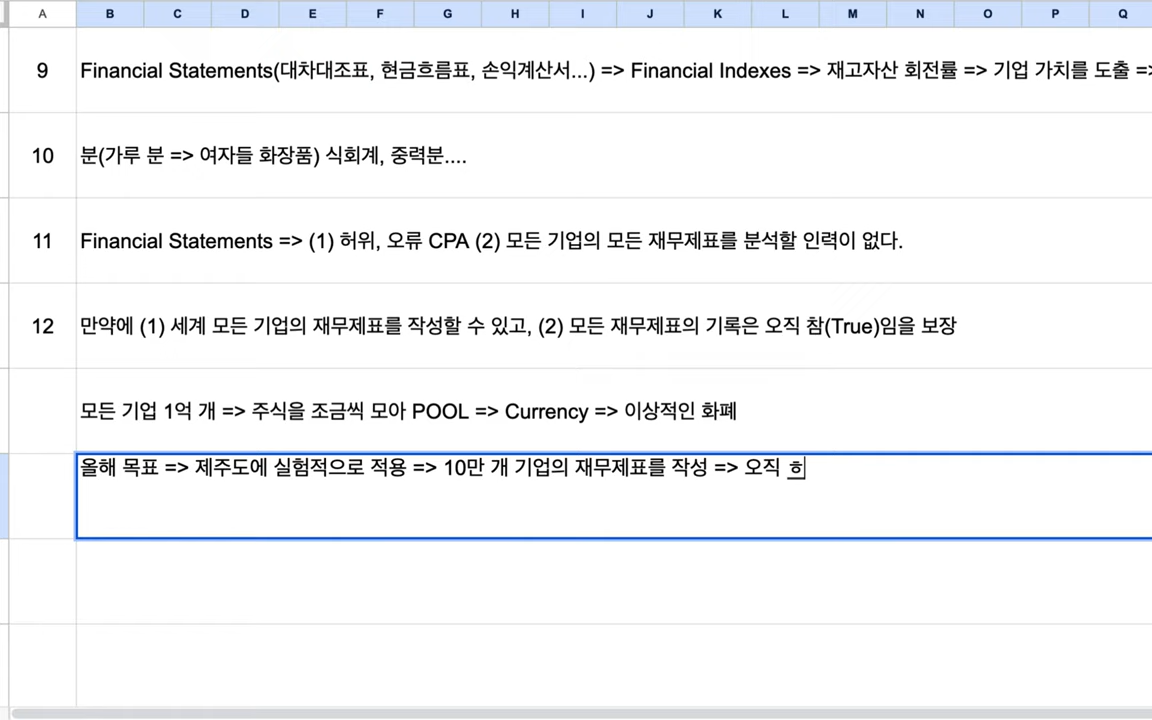 A B C D E F G H I J K L M N O P Q
9 Financial Statements(대차대조표, 현금흐름표, 손익계산서...) => Financial Indexes => 재고자산 회전률 => 기업 가치를 도출 =>
10 분(가루 분 => 여자들 화장품) 식회계, 중력분....
11 Financial Statements => (1) 허위, 오류 CPA (2) 모든 기업의 모든 재무제표를 분석할 인력이 없다.
12 만약에 (1) 세계 모든 기업의 재무제표를 작성할 수 있고, (2) 모든 재무제표의 기록은 오직 참(True)임을 보장
모든 기업 1억 개 => 주식을 조금씩 모아 POOL => Currency => 이상적인 화폐
올해 목표 => 제주도에 실험적으로 적용 => 10만 개 기업의 재무제표를 작성 => 오직 흐